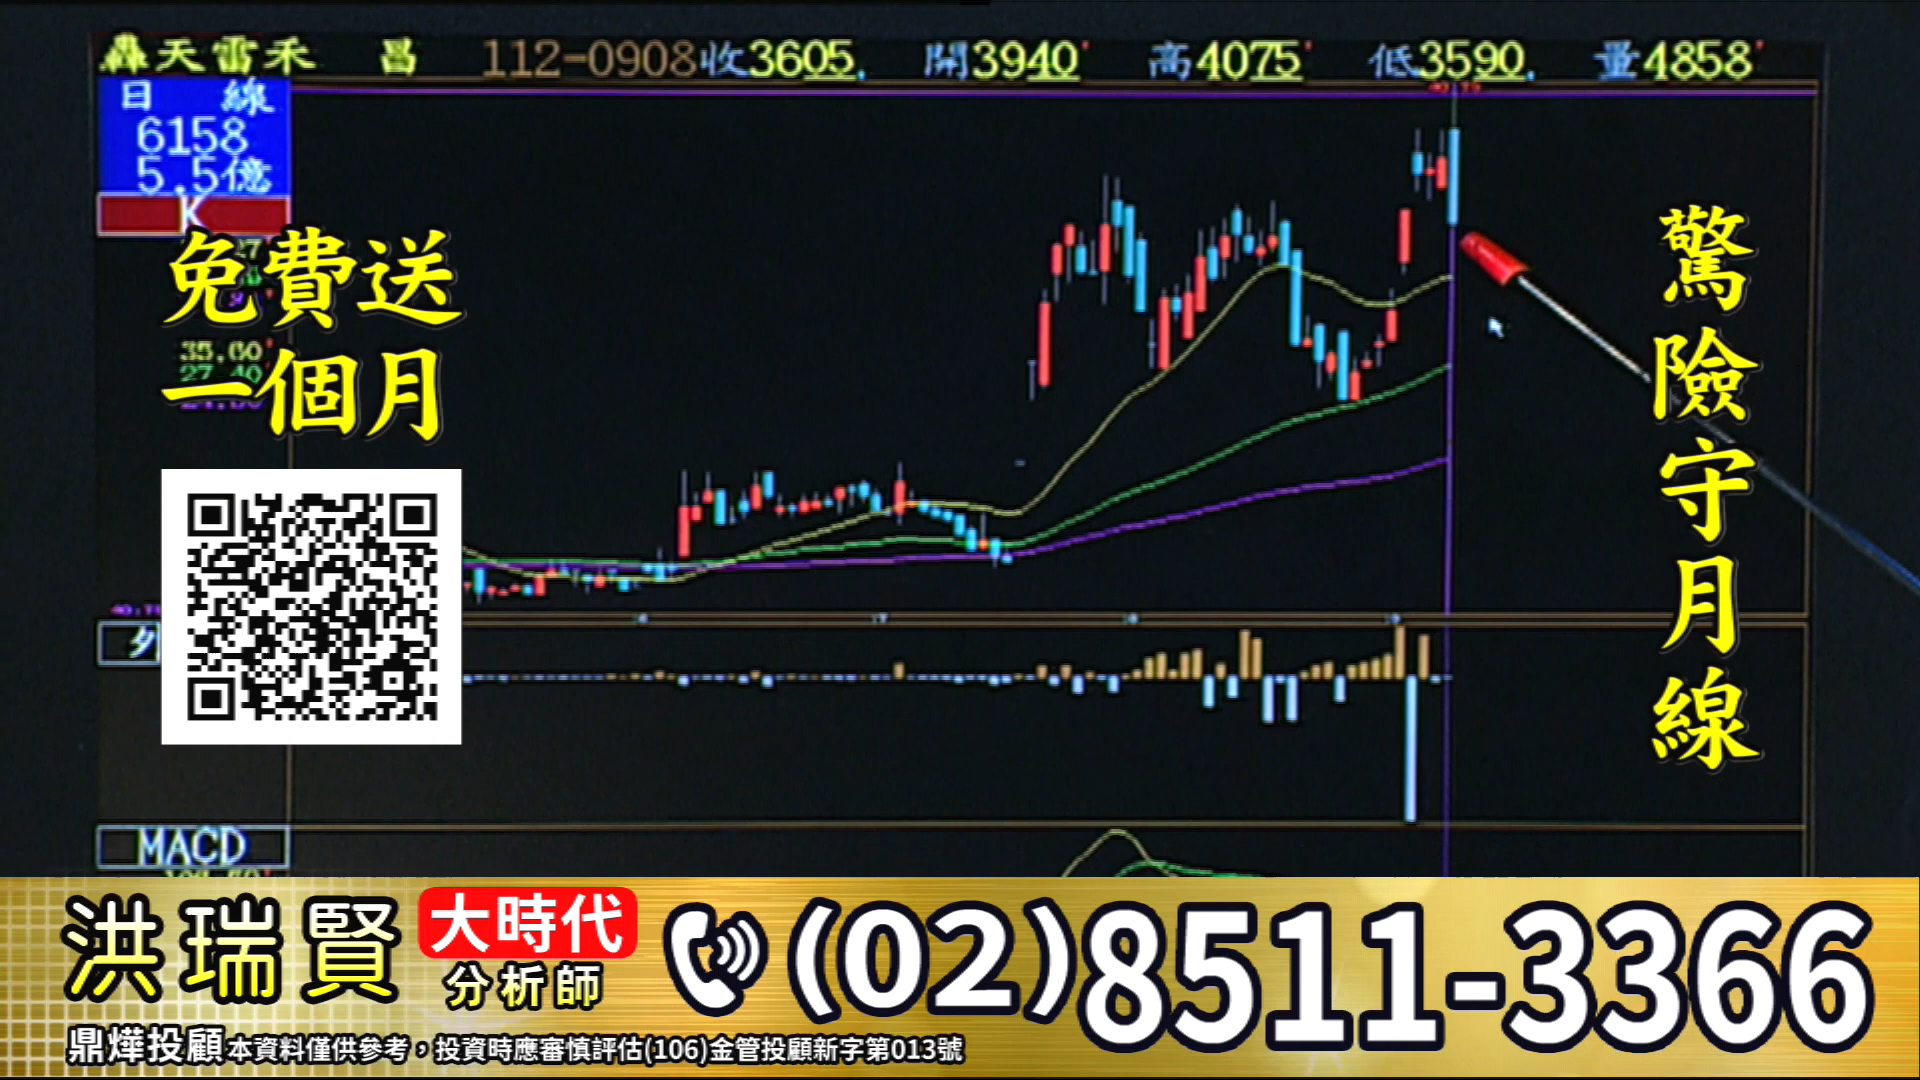 轟天雷禾 昌 112-0908收3605 開3940 高4075 低3590 量4858
日 線
6158
5.5億
K
免費送
一個月
35.60
27.40
驚險守月線
MACD
洪瑞賢
大時代
分析師
(02)8511-3366
鼎燁投顧 本資料僅供參考，投資時應審慎評估(106)金管投顧新字第013號